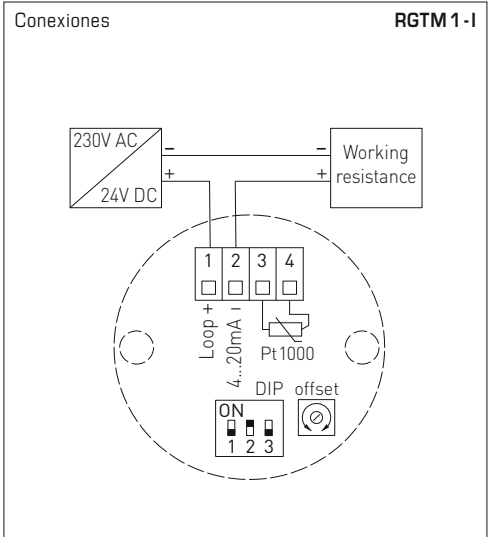 Conexiones RGTM 1 - I
230V AC
24V DC
–
+
–
+
Working
resistance
1 2 3 4
Loop +
4...20mA –
Pt1000
DIP offset
ON
1 2 3